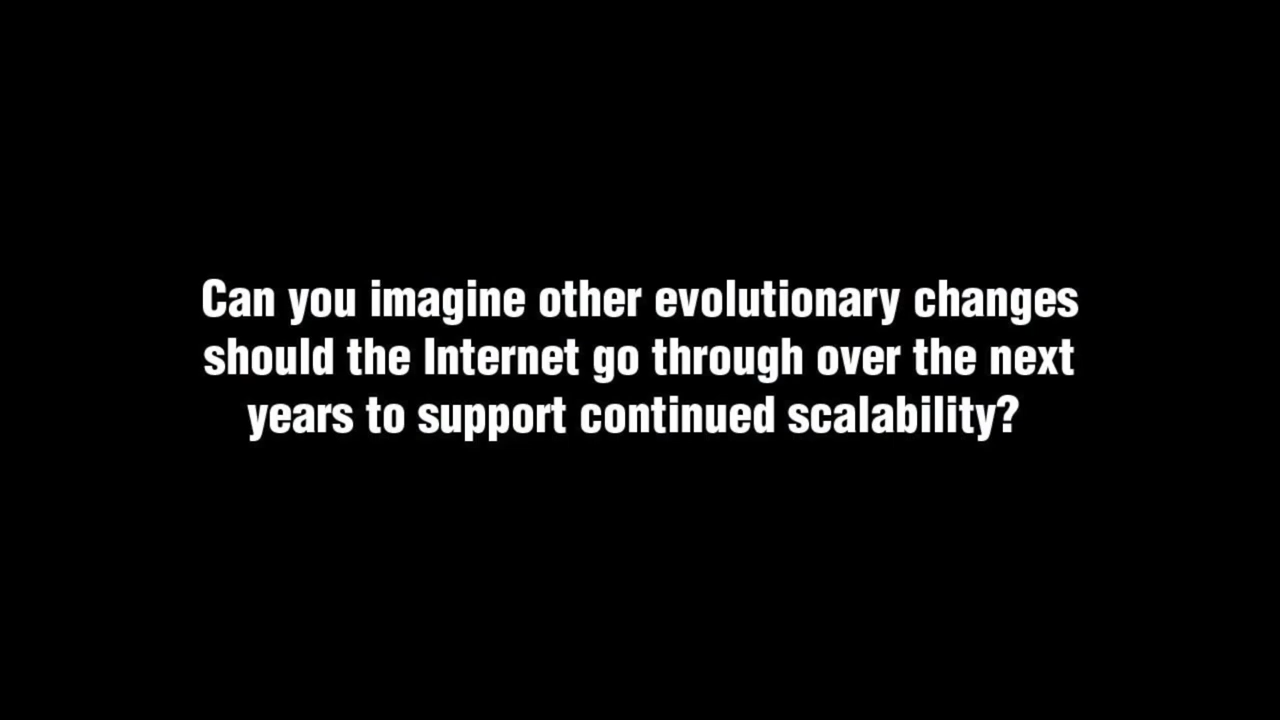 Can you imagine other evolutionary changes
should the Internet go through over the next
years to support continued scalability?